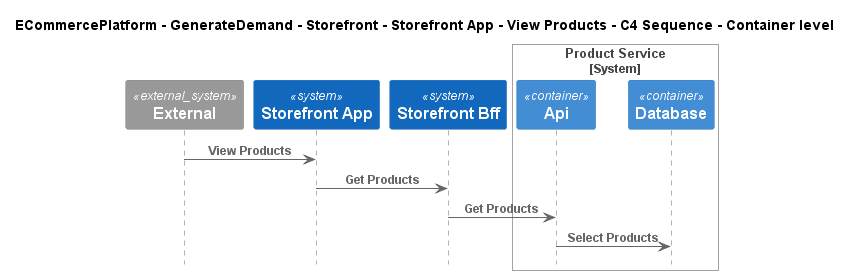 ECommercePlatform - GenerateDemand - Storefront - Storefront App - View Products - C4 Sequence - Container level
Product Service
[System]
«external_system»
External
«system»
Storefront App
«system»
Storefront Bff
«container»
Api
«container»
Database
View Products
Get Products
Get Products
Select Products